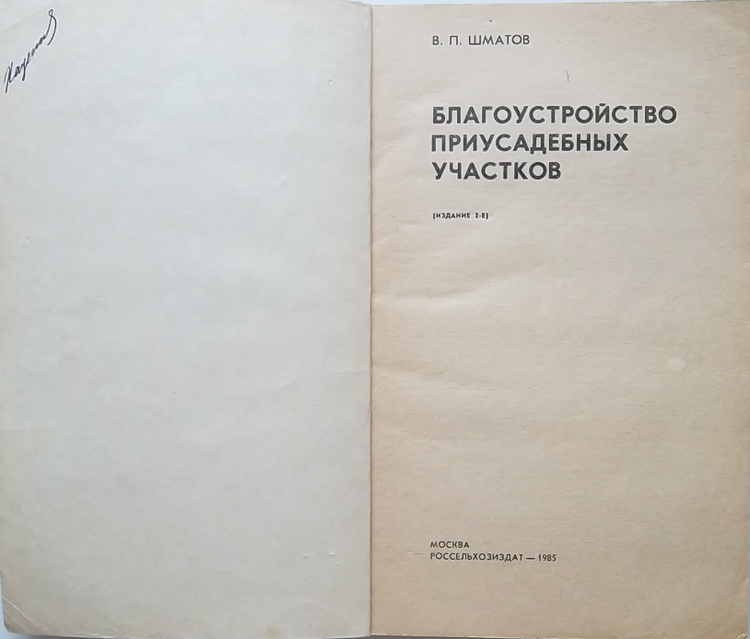 В. П. ШМАТОВ
БЛАГОУСТРОЙСТВО
ПРИУСАДЕБНЫХ
УЧАСТКОВ
(ИЗДАНИЕ 2-Е)
МОСКВА
РОССЕЛЬХОЗИЗДАТ — 1985